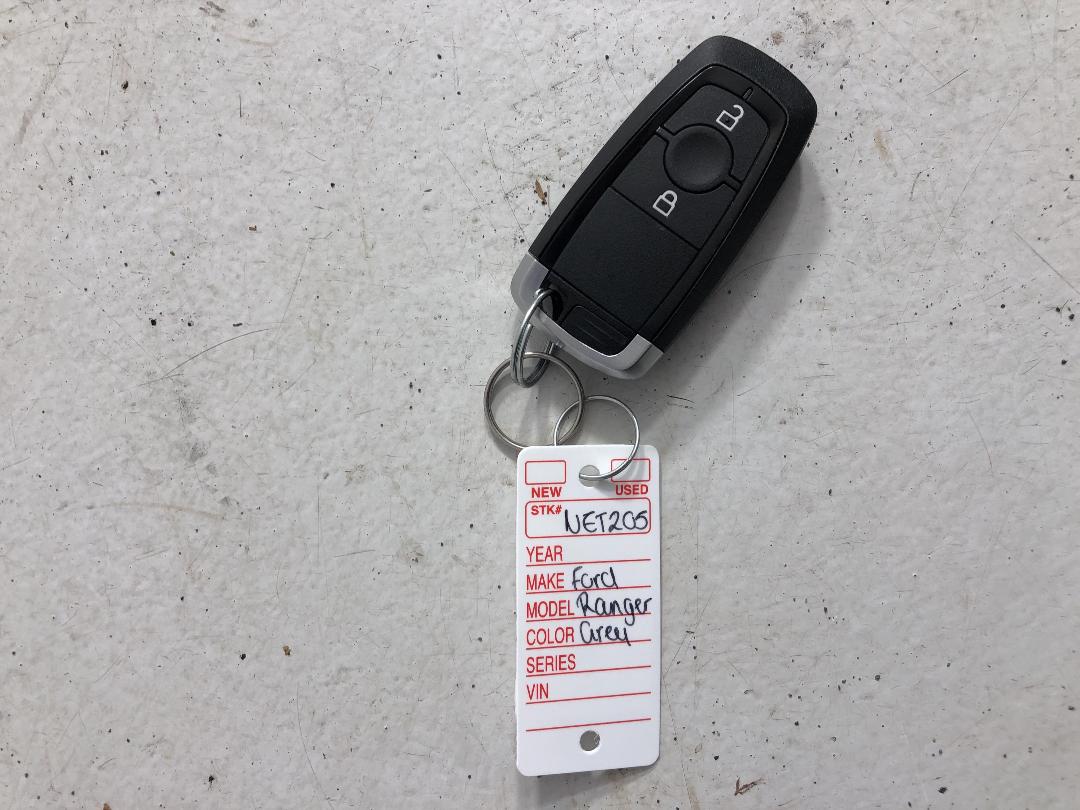 NEW USED
STK# NET205
YEAR
MAKE Ford
MODEL Ranger
COLOR Grey
SERIES
VIN